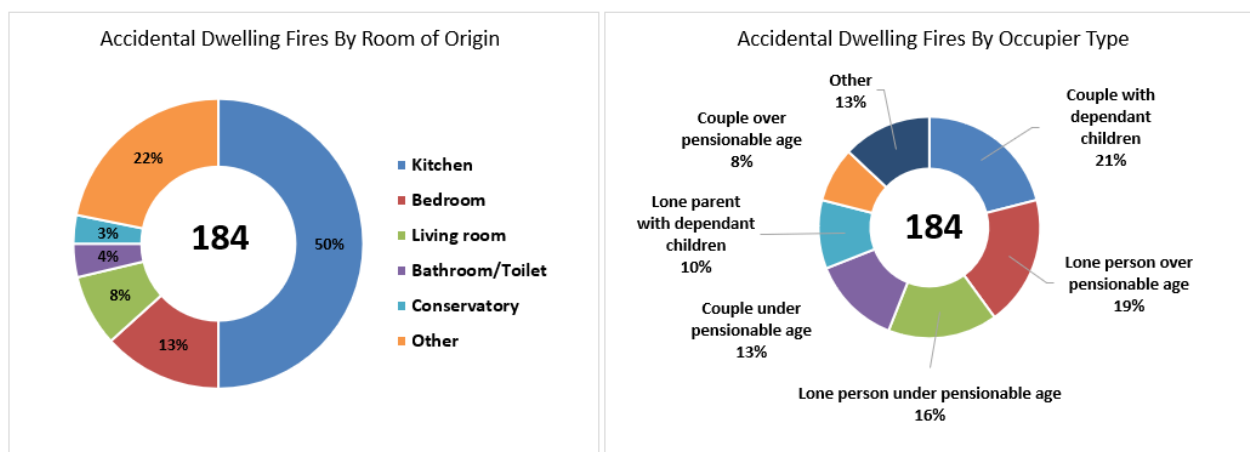 Accidental Dwelling Fires By Room of Origin
22%
3%
4%
8%
13%
50%
184
Kitchen
Bedroom
Living room
Bathroom/Toilet
Conservatory
Other
Accidental Dwelling Fires By Occupier Type
Other
13%
Couple with
dependant
children
21%
Couple over
pensionable age
8%
Lone parent
with dependant
children
10%
184
Lone person over
pensionable age
19%
Couple under
pensionable age
13%
Lone person under pensionable age
16%